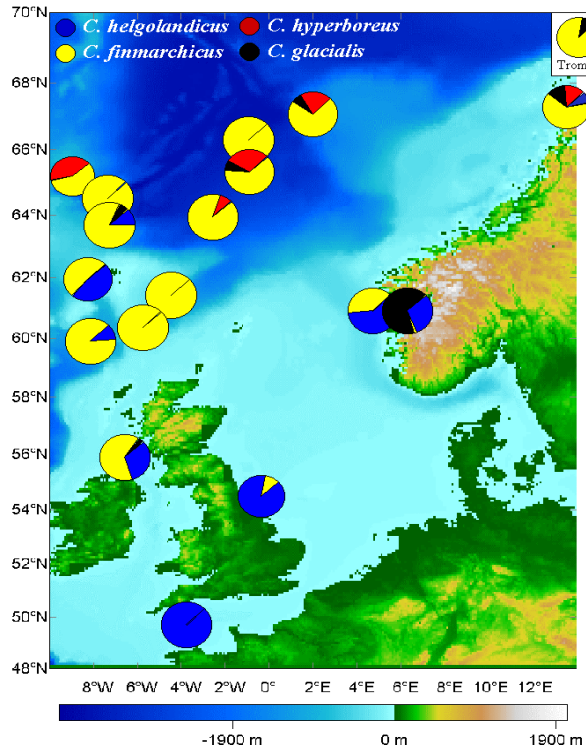 70°N
C. helgolandicus C. hyperboreus
C. finmarchicus C. glacialis
Trom
68°N
66°N
64°N
62°N
60°N
58°N
56°N
54°N
52°N
50°N
48°N
8°W 6°W 4°W 2°W 0° 2°E 4°E 6°E 8°E 10°E 12°E
-1900 m 0 m 1900 m